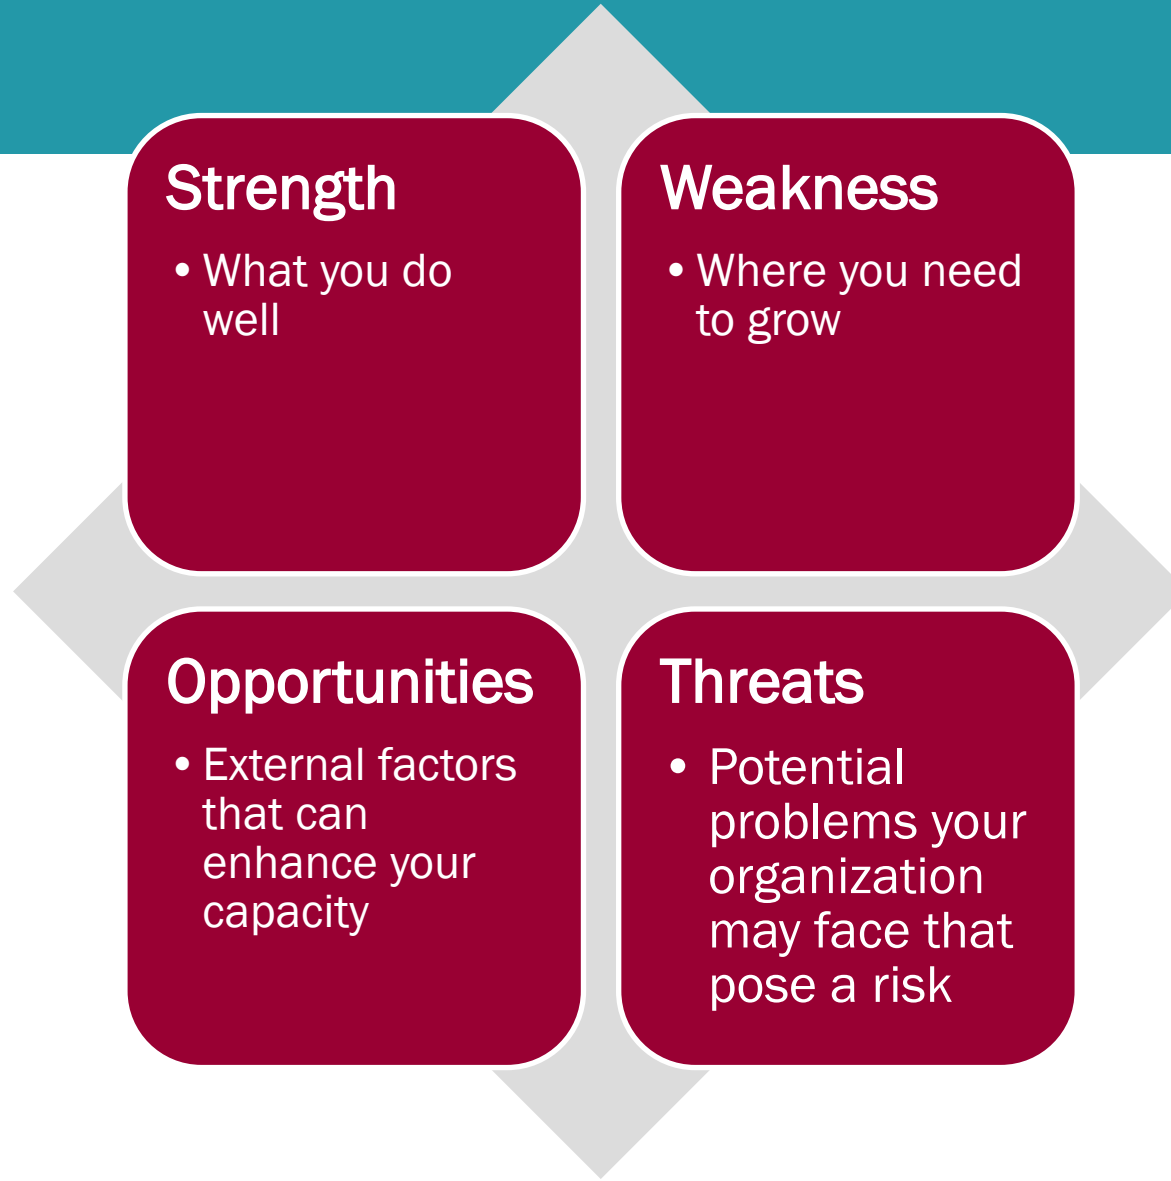 Strength
• What you do
well
Weakness
• Where you need
to grow
Opportunities
• External factors
that can
enhance your
capacity
Threats
• Potential
problems your
organization
may face that
pose a risk